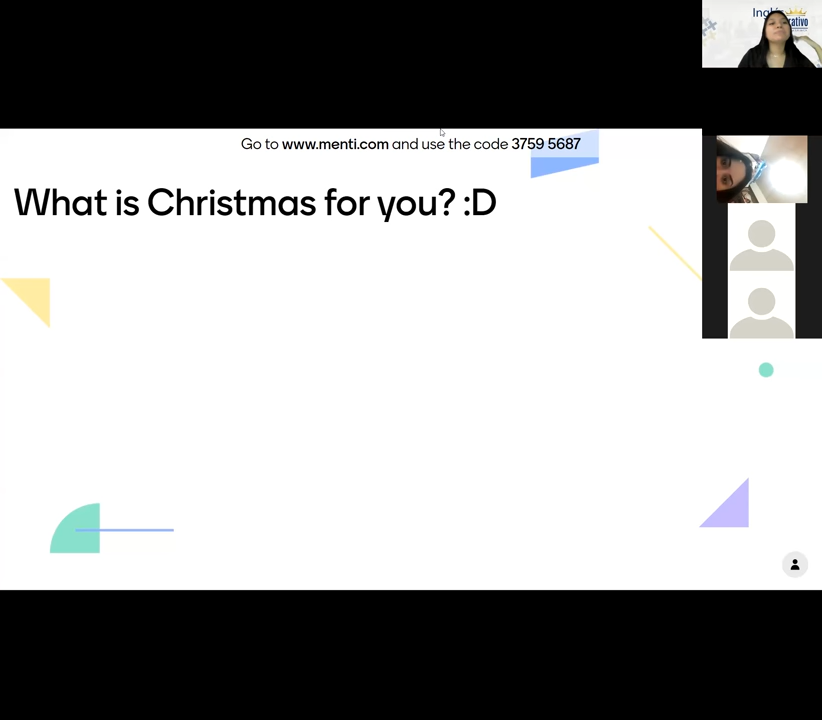 Go to www.menti.com and use the code 3759 5687
What is Christmas for you? :D